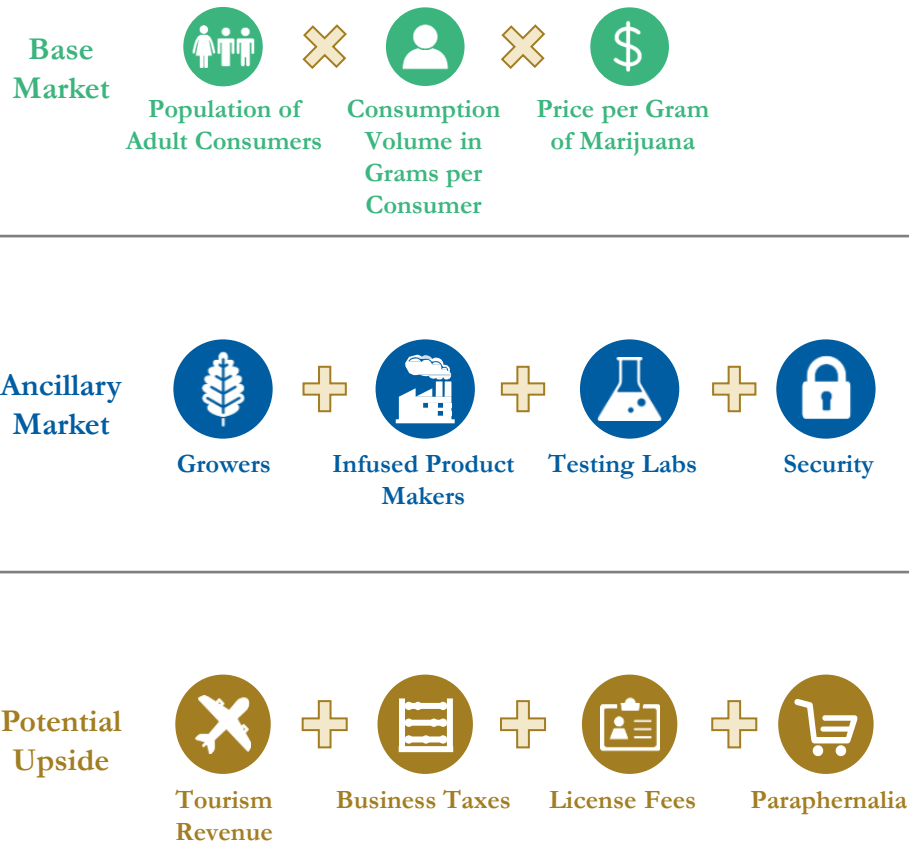 Base
Market
Population of
Adult Consumers
Consumption
Volume in
Grams per
Consumer
$
Price per Gram
of Marijuana
Ancillary
Market
Growers
Infused Product
Makers
Testing Labs
Security
Potential
Upside
Tourism
Revenue
Business Taxes
License Fees
Paraphernalia